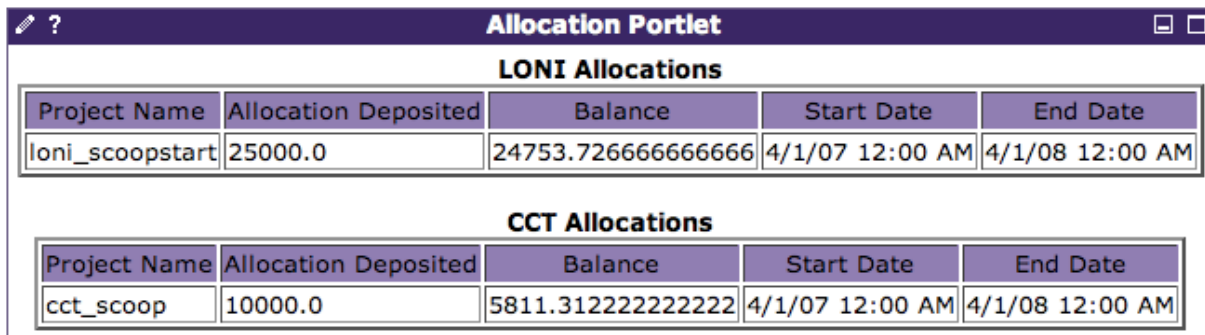 ? Allocation Portlet
LONI Allocations
Project Name Allocation Deposited Balance Start Date End Date
loni_scoopstart 25000.0 24753.726666666666 4/1/07 12:00 AM 4/1/08 12:00 AM
CCT Allocations
Project Name Allocation Deposited Balance Start Date End Date
cct_scoop 10000.0 5811.312222222222 4/1/07 12:00 AM 4/1/08 12:00 AM